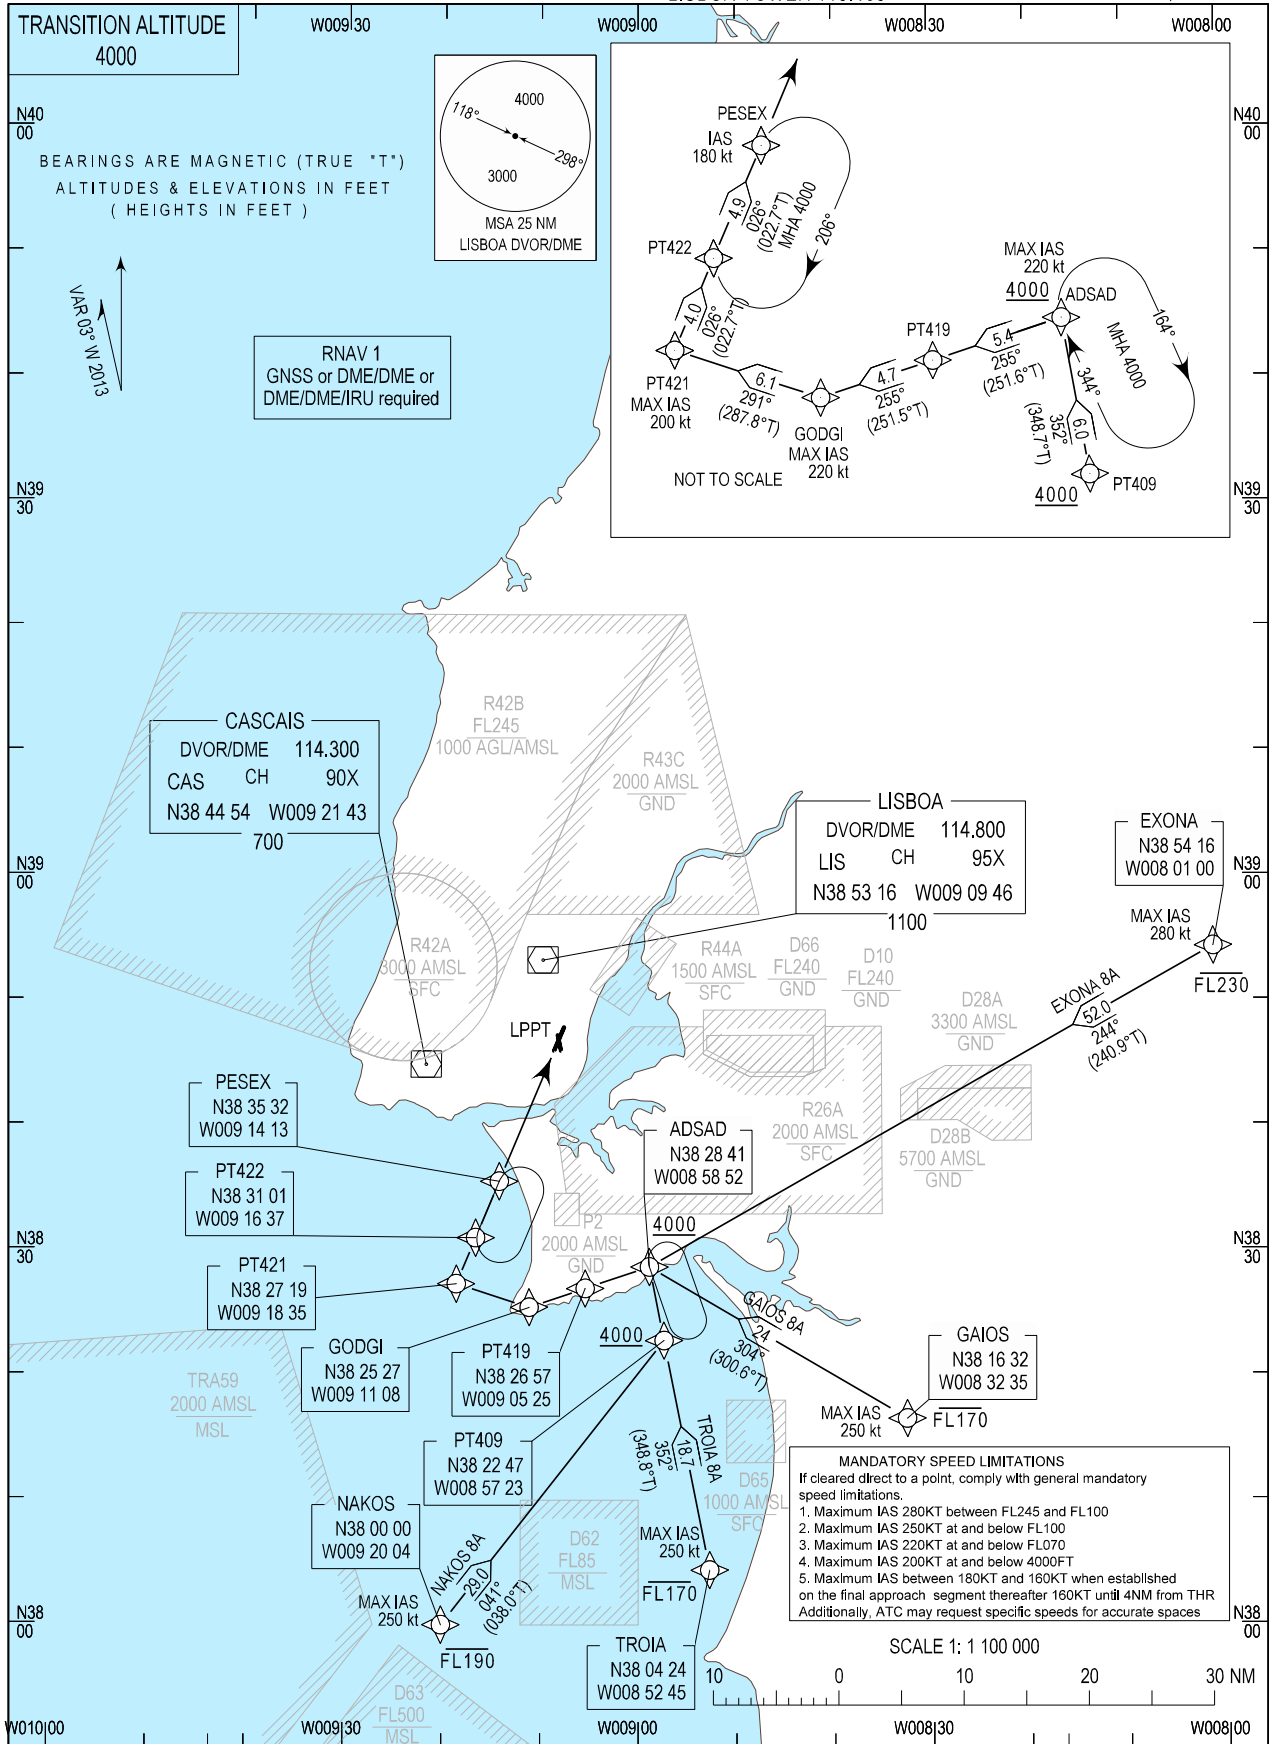 TRANSITION ALTITUDE
4000
W009|30
W009|00
W008|30
W008|00
N40
00
BEARINGS ARE MAGNETIC (TRUE "T")
ALTITUDES & ELEVATIONS IN FEET
( HEIGHTS IN FEET )
118°
4000
298°
3000
MSA 25 NM
LISBOA DVOR/DME
VAR 03° W 2013
RNAV 1
GNSS or DME/DME or
DME/DME/IRU required
PESEX
IAS
180 kt
4.9
026°
(022.7°T)
MHA 4000
206°
PT422
4.0
026°
(022.7°T)
PT421
MAX IAS
200 kt
6.1
291°
(287.8°T)
GODGI
MAX IAS
220 kt
4.7
255°
(251.5°T)
PT419
5.4
255°
(251.6°T)
MAX IAS
220 kt
4000
ADSAD
164°
MHA 4000
344°
6.0
352°
(348.7°T)
4000
PT409
NOT TO SCALE
N40
00
N39
30
N39
30
R42B
FL245
1000 AGL/AMSL
R43C
2000 AMSL
GND
CASCAIS
DVOR/DME 114.300
CAS CH 90X
N38 44 54 W009 21 43
700
LISBOA
DVOR/DME 114.800
LIS CH 95X
N38 53 16 W009 09 46
1100
EXONA
N38 54 16
W008 01 00
MAX IAS
280 kt
FL230
N39
00
N39
00
R42A
3000 AMSL
SFC
R44A
1500 AMSL
SFC
D66
FL240
GND
D10
FL240
GND
D28A
3300 AMSL
GND
EXONA 8A
52.0
244°
(240.9°T)
LPPT
PESEX
N38 35 32
W009 14 13
R26A
2000 AMSL
SFC
D28B
5700 AMSL
GND
ADSAD
N38 28 41
W008 58 52
4000
PT422
N38 31 01
W009 16 37
P2
2000 AMSL
GND
N38
30
N38
30
PT421
N38 27 19
W009 18 35
GODGI
N38 25 27
W009 11 08
PT419
N38 26 57
W009 05 25
4000
GAIOS 8A
24
304°
(300.6°T)
GAIOS
N38 16 32
W008 32 35
MAX IAS
250 kt
FL170
TRA59
2000 AMSL
MSL
PT409
N38 22 47
W008 57 23
TROIA 8A
18.7
352°
(348.8°T)
D65
1000 AMSL
SFC
NAKOS
N38 00 00
W009 20 04
NAKOS 8A
29.0
041°
(038.0°T)
D62
FL85
MSL
MAX IAS
250 kt
FL170
MAX IAS
250 kt
FL190
TROIA
N38 04 24
W008 52 45
MANDATORY SPEED LIMITATIONS
If cleared direct to a point, comply with general mandatory
speed limitations.
1. Maximum IAS 280KT between FL245 and FL100
2. Maximum IAS 250KT at and below FL100
3. Maximum IAS 220KT at and below FL070
4. Maximum IAS 200KT at and below 4000FT
5. Maximum IAS between 180KT and 160KT when established
on the final approach segment thereafter 160KT until 4NM from THR
Additionally, ATC may request specific speeds for accurate spaces
N38
00
N38
00
SCALE 1: 1 100 000
10 0 10 20 30 NM
D63
FL500
MSL
W010|00
W009|30
W009|00
W008|30
W008|00